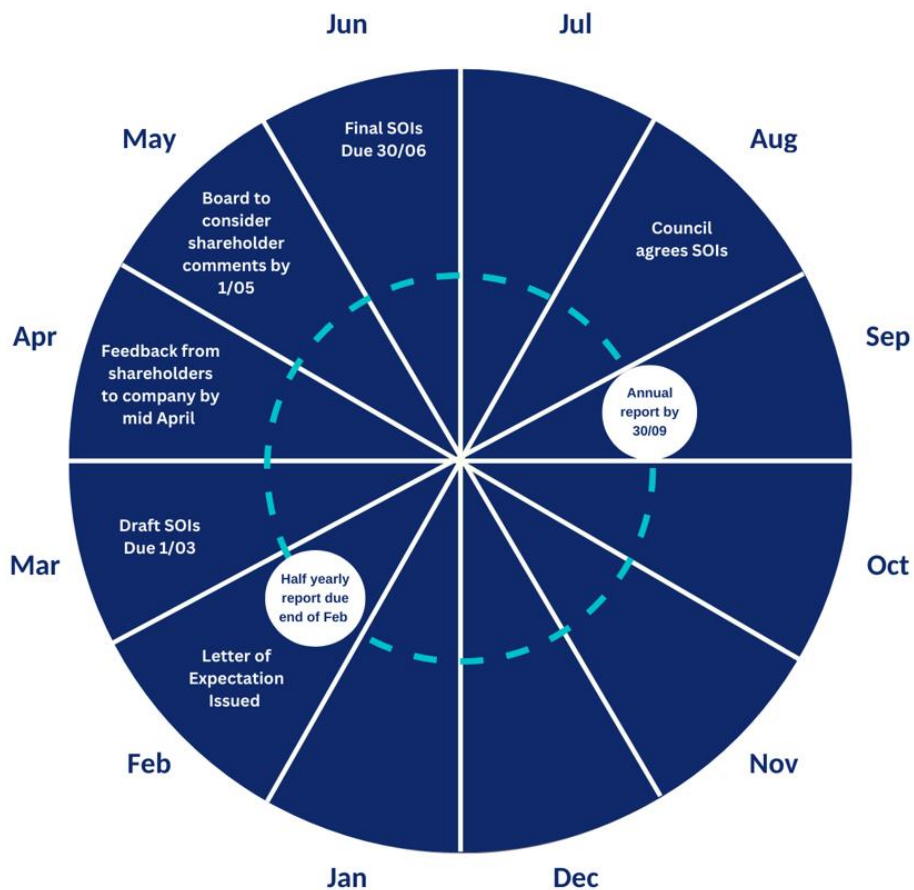 Jun
Jul
May
Aug
Final SOIs
Due 30/06
Board to
consider
shareholder
comments by
1/05
Council
agrees SOIs
Apr
Sep
Feedback from
shareholders
to company by
mid April
Annual
report by
30/09
Draft SOIs
Due 1/03
Mar
Oct
Half yearly
report due
end of Feb
Letter of
Expectation
Issued
Feb
Nov
Jan
Dec